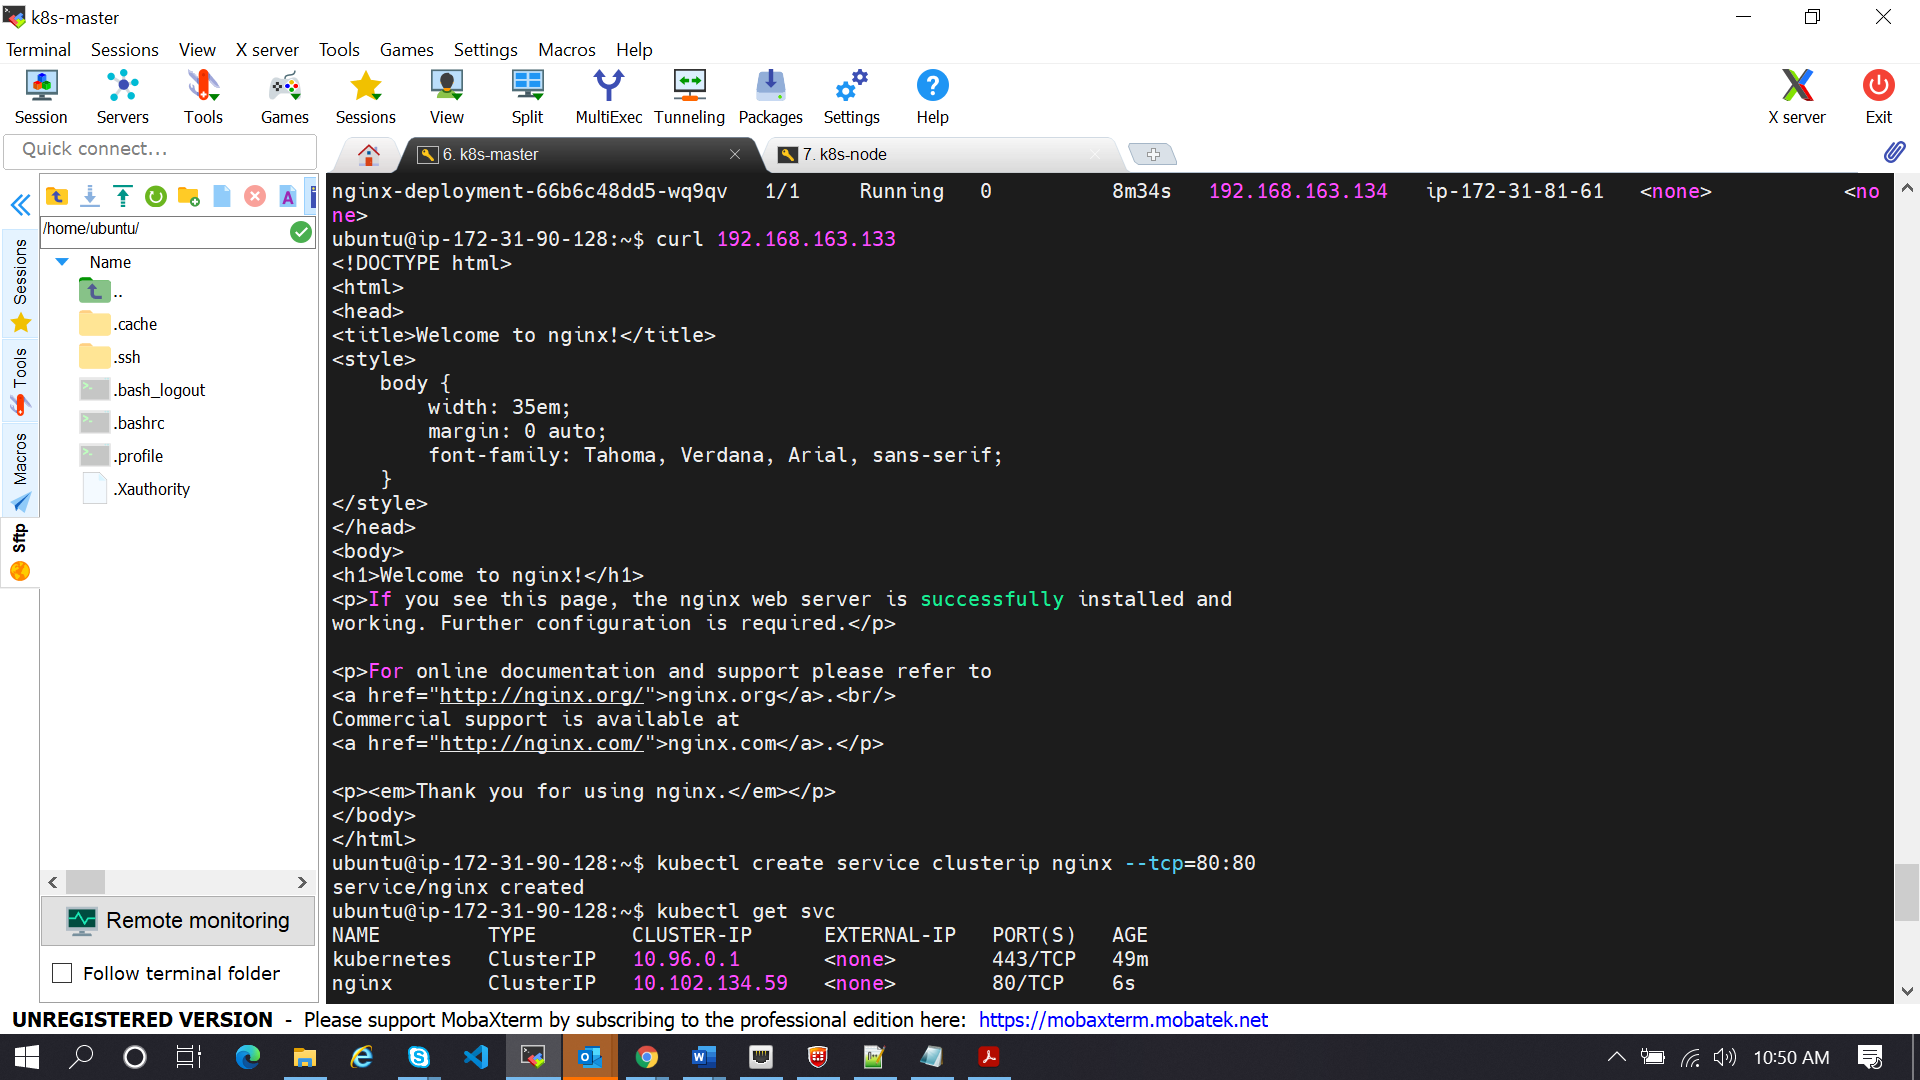 k8s-master
Terminal Sessions View X server Tools Games Settings Macros Help
Session Servers Tools Games Sessions View Split MultiExec Tunneling Packages Settings Help X server Exit
Quick connect...
6. k8s-master
7. k8s-node
/home/ubuntu/
Name
..
.cache
.ssh
.bash_logout
.bashrc
.profile
.Xauthority
Sessions
Tools
Macros
Sftp
Remote monitoring
Follow terminal folder
nginx-deployment-66b6c48dd5-wq9qv 1/1 Running 0 8m34s 192.168.163.134 ip-172-31-81-61 <none> <no
ne>
ubuntu@ip-172-31-90-128:~$ curl 192.168.163.133
<!DOCTYPE html>
<html>
<head>
<title>Welcome to nginx!</title>
<style>
    body {
        width: 35em;
        margin: 0 auto;
        font-family: Tahoma, Verdana, Arial, sans-serif;
    }
</style>
</head>
<body>
<h1>Welcome to nginx!</h1>
<p>If you see this page, the nginx web server is successfully installed and
working. Further configuration is required.</p>
<p>For online documentation and support please refer to
<a href="http://nginx.org/">nginx.org</a>.<br/>
Commercial support is available at
<a href="http://nginx.com/">nginx.com</a>.</p>
<p><em>Thank you for using nginx.</em></p>
</body>
</html>
ubuntu@ip-172-31-90-128:~$ kubectl create service clusterip nginx --tcp=80:80
service/nginx created
ubuntu@ip-172-31-90-128:~$ kubectl get svc
NAME TYPE CLUSTER-IP EXTERNAL-IP PORT(S) AGE
kubernetes ClusterIP 10.96.0.1 <none> 443/TCP 49m
nginx ClusterIP 10.102.134.59 <none> 80/TCP 6s
UNREGISTERED VERSION - Please support MobaXterm by subscribing to the professional edition here: https://mobaxterm.mobatek.net
10:50 AM